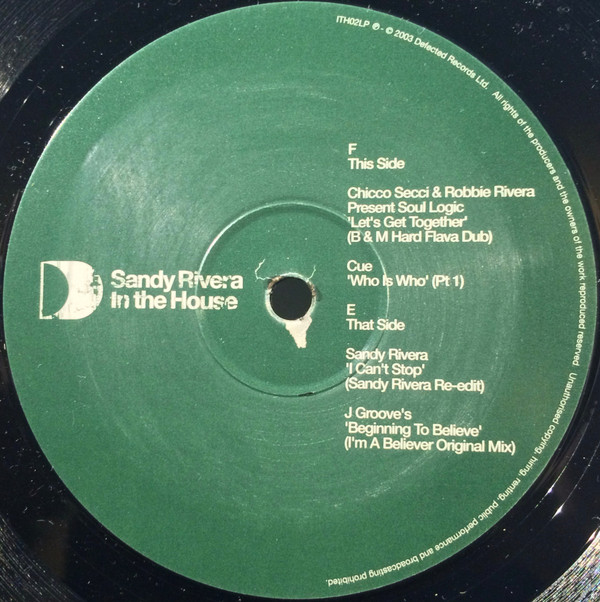 ITH02LP ℗ - © 2003 Defected Records Ltd. All rights of the producers and the owners of the work reproduced reserved. Unauthorised copying, hiring, renting, public performance and broadcasting prohibited.
F
This Side
Chicco Secci & Robbie Rivera
Present Soul Logic
'Let's Get Together'
(B & M Hard Flava Dub)
Cue
'Who Is Who' (Pt 1)
Sandy Rivera
In the House
E
That Side
Sandy Rivera
'I Can't Stop'
(Sandy Rivera Re-edit)
J Groove's
'Beginning To Believe'
(I'm A Believer Original Mix)